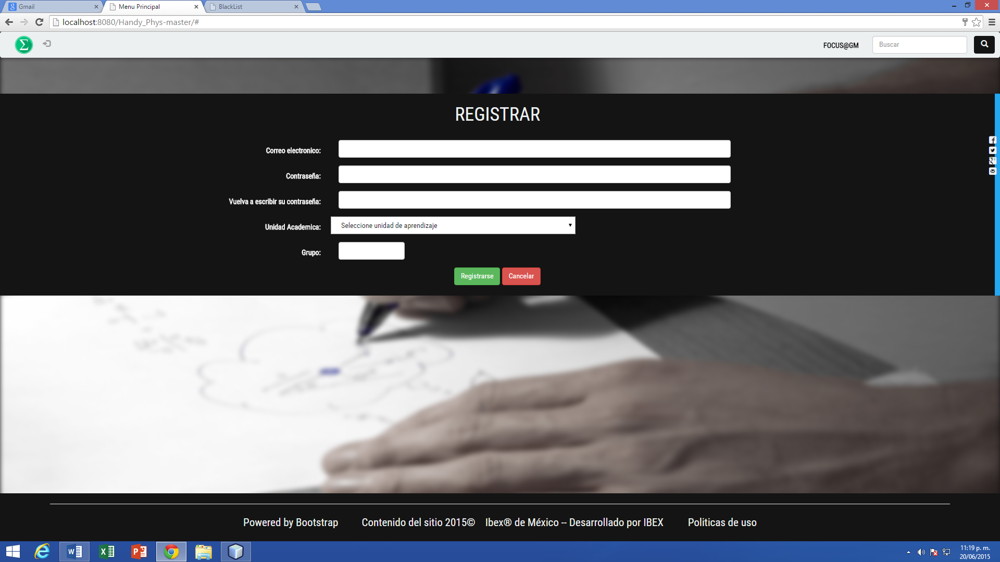 Gmail
Menu Principal
BlackList
localhost:8080/Handy_Phys-master/#
Σ
FOCUS@GM
Buscar
REGISTRAR
Correo electronico:
Contraseña:
Vuelva a escribir su contraseña:
Unidad Academica:
Seleccione unidad de aprendizaje
Grupo:
Registrarse
Cancelar
Powered by Bootstrap
Contenido del sitio 2015©
Ibex® de México -- Desarrollado por IBEX
Politicas de uso
11:19 p. m.
20/06/2015